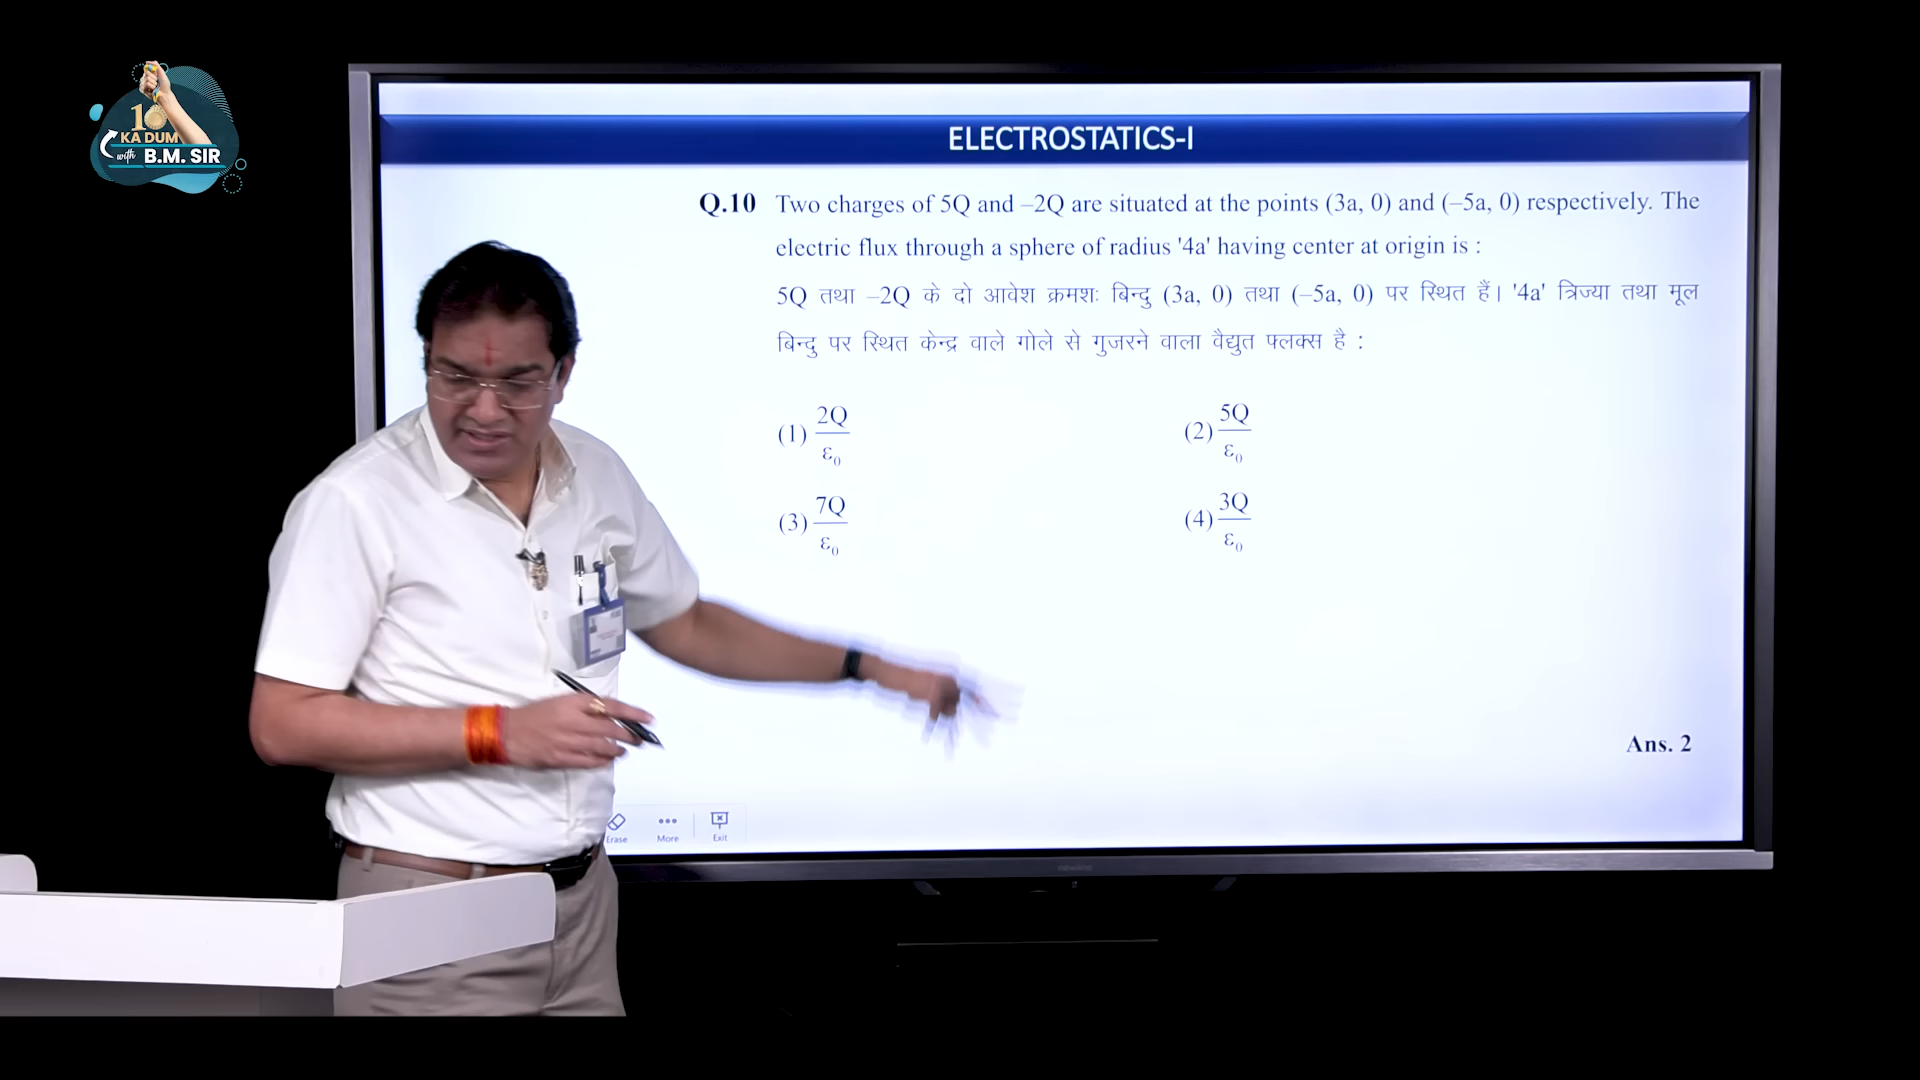 10
KA DUM
with B.M. SIR
ELECTROSTATICS-I
Q.10 Two charges of 5Q and –2Q are situated at the points (3a, 0) and (–5a, 0) respectively. The
electric flux through a sphere of radius '4a' having center at origin is :
5Q तथा –2Q के दो आवेश क्रमशः बिन्दु (3a, 0) तथा (–5a, 0) पर स्थित हैं। '4a' त्रिज्या तथा मूल
बिन्दु पर स्थित केन्द्र वाले गोले से गुजरने वाला वैद्युत फ्लक्स है :
(1) 2Q/ε₀ (2) 5Q/ε₀
(3) 7Q/ε₀ (4) 3Q/ε₀
Ans. 2
Erase More Exit